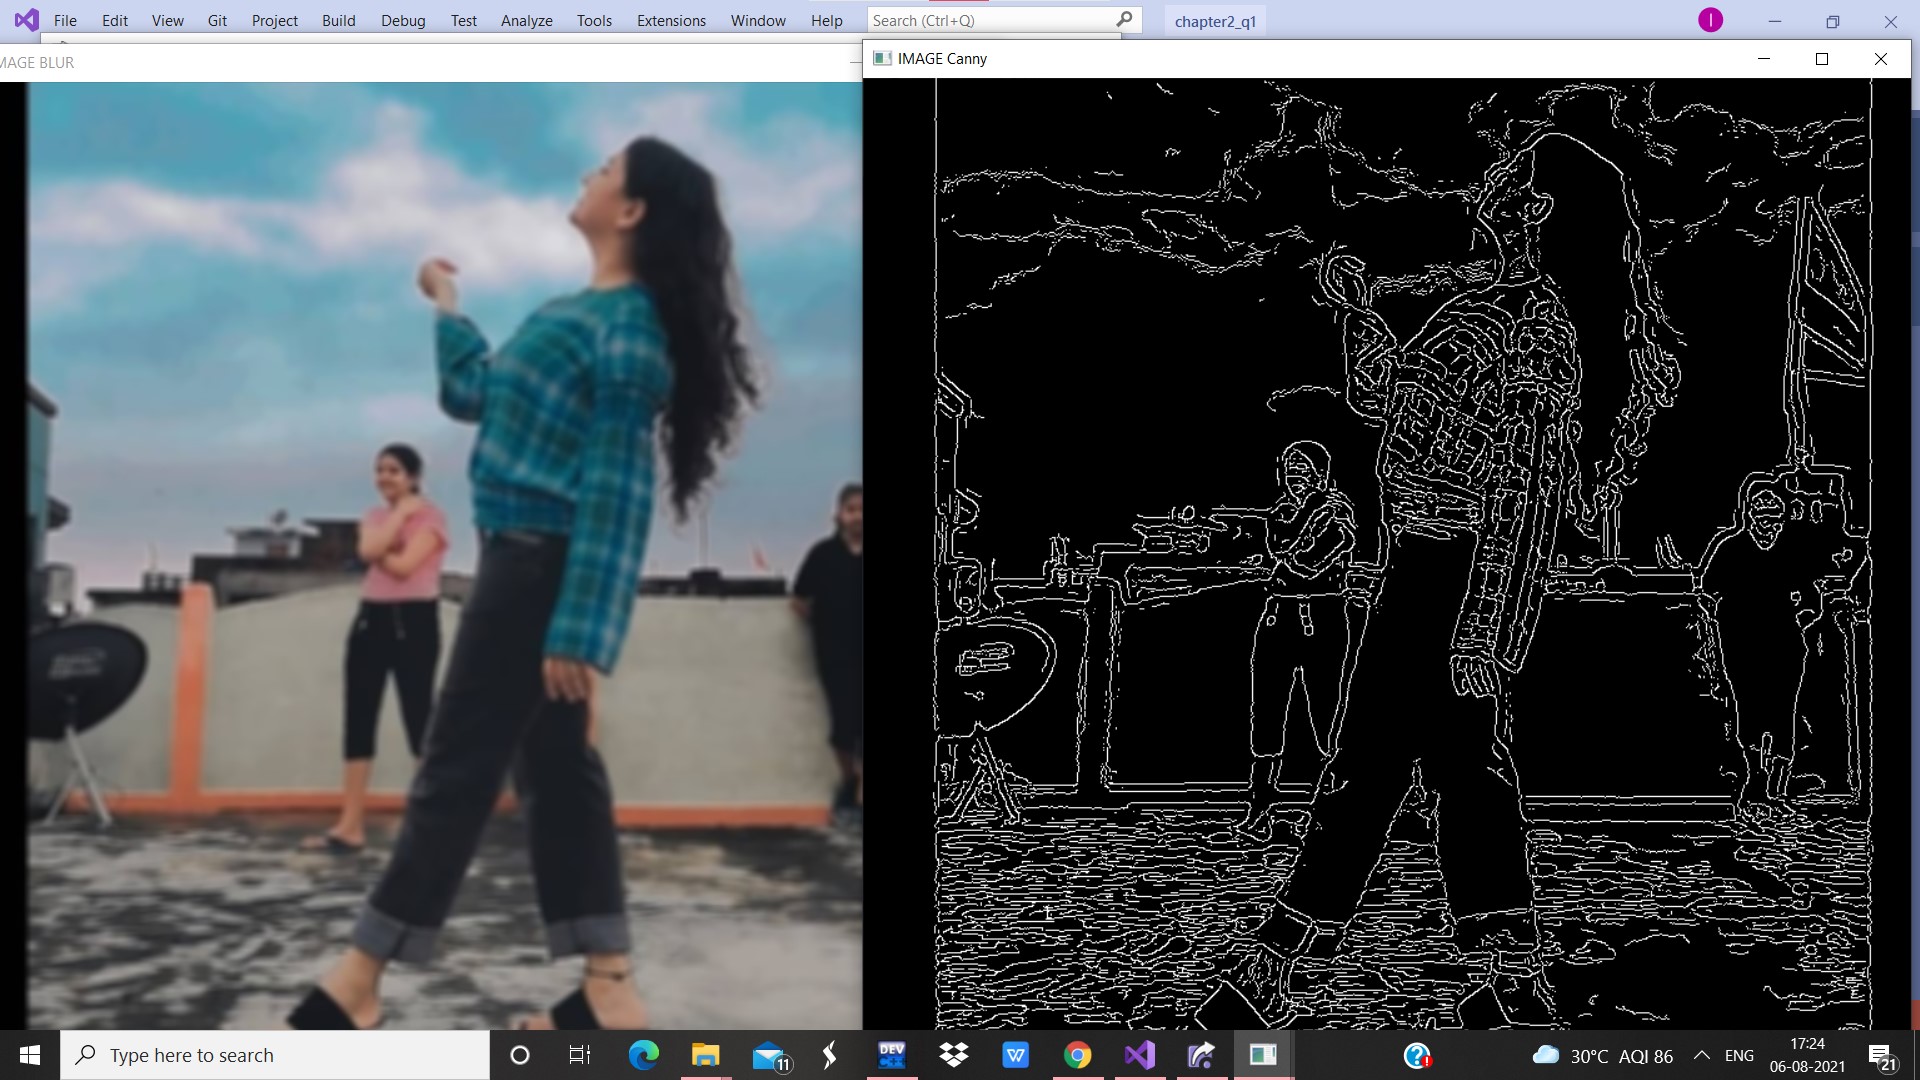 File Edit View Git Project Build Debug Test Analyze Tools Extensions Window Help Search (Ctrl+Q) chapter2_q1 I
MAGE BLUR
IMAGE Canny
Type here to search
11
DEV
C++
W
?
!
30°C AQI 86
ENG
17:24
06-08-2021
21